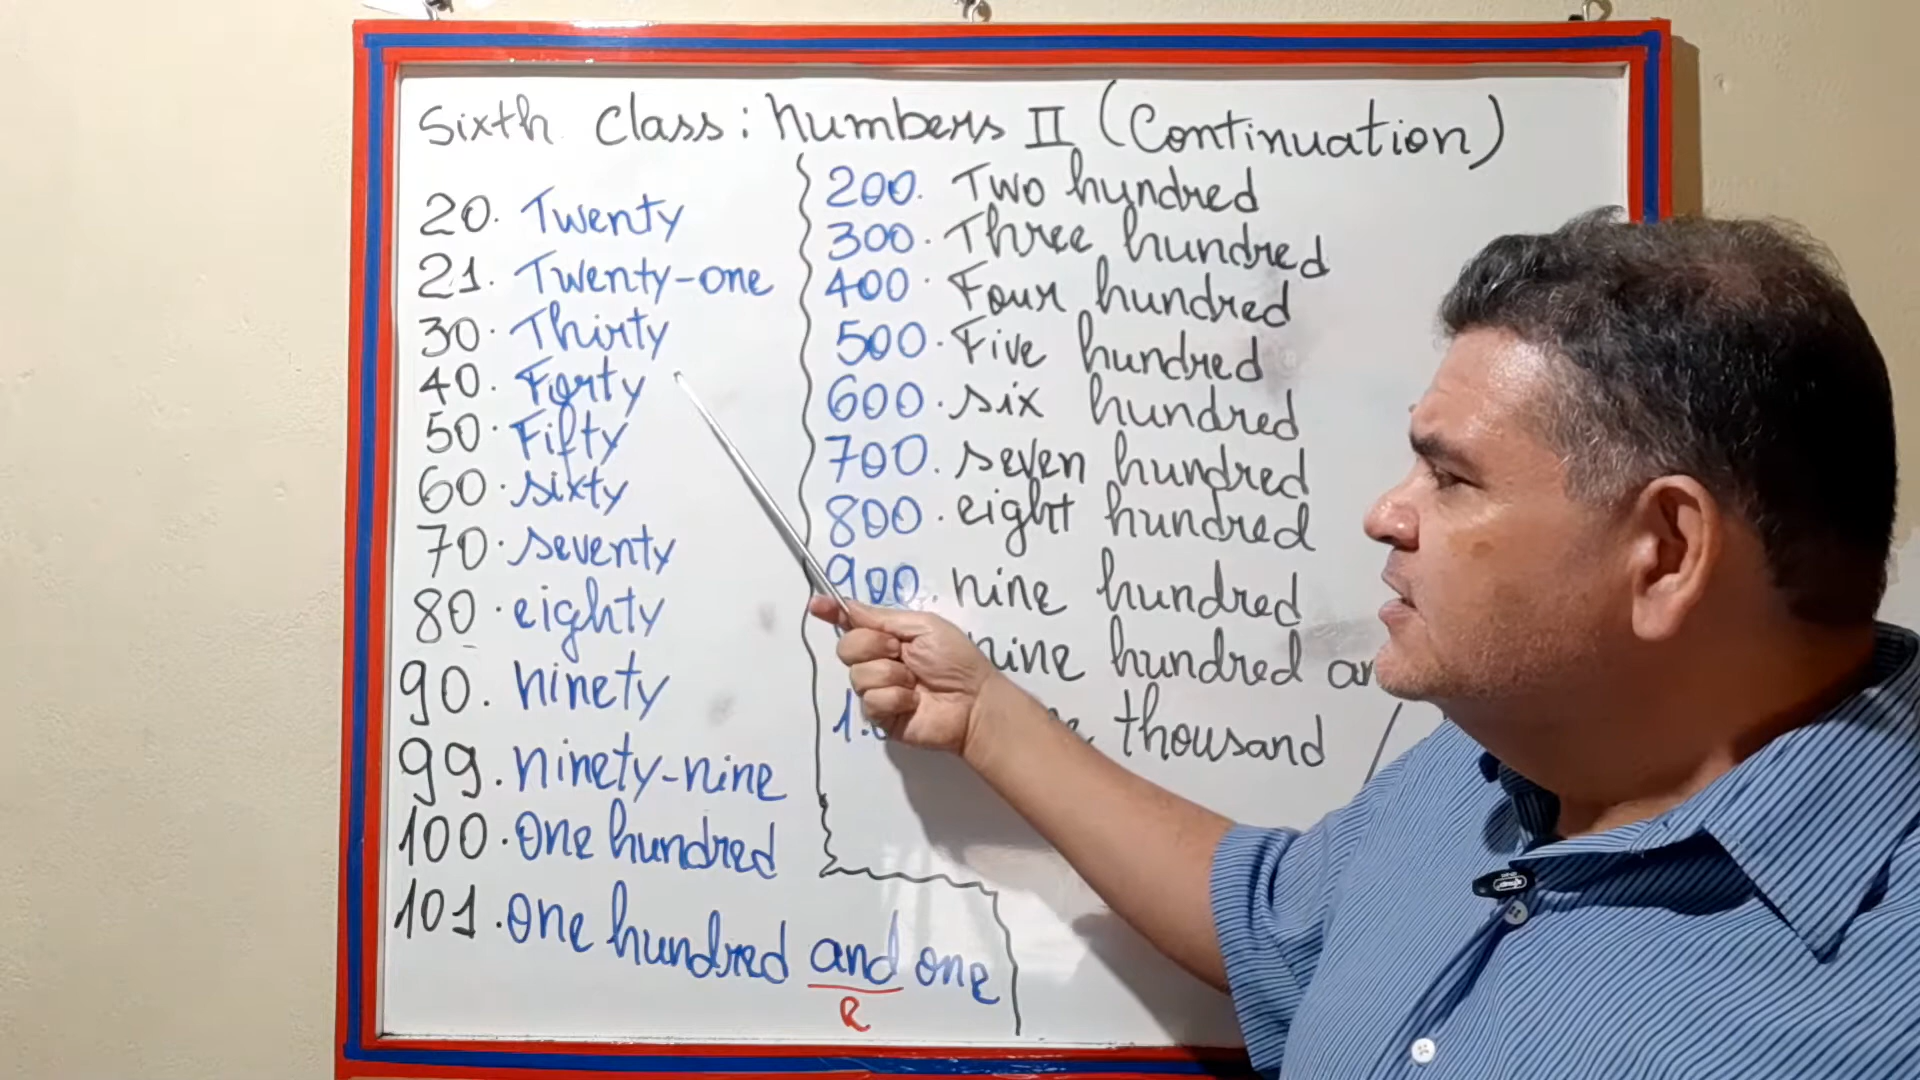 Sixth Class: Numbers II (Continuation)
20. Twenty
21. Twenty-one
30. Thirty
40. Forty
50. Fifty
60. sixty
70. seventy
80. eighty
90. ninety
99. ninety-nine
100. One hundred
101. One hundred and one
e
200. Two hundred
300. Three hundred
400. Four hundred
500. Five hundred
600. six hundred
700. seven hundred
800. eight hundred
900. nine hundred
nine hundred
thousand